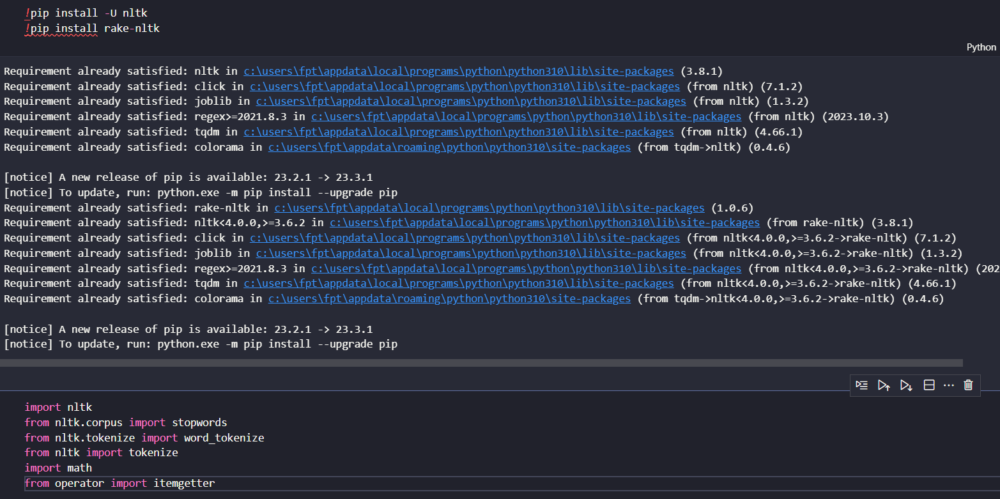 !pip install -U nltk
!pip install rake-nltk
Python
Requirement already satisfied: nltk in c:\users\fpt\appdata\local\programs\python\python310\lib\site-packages (3.8.1)
Requirement already satisfied: click in c:\users\fpt\appdata\local\programs\python\python310\lib\site-packages (from nltk) (7.1.2)
Requirement already satisfied: joblib in c:\users\fpt\appdata\local\programs\python\python310\lib\site-packages (from nltk) (1.3.2)
Requirement already satisfied: regex>=2021.8.3 in c:\users\fpt\appdata\local\programs\python\python310\lib\site-packages (from nltk) (2023.10.3)
Requirement already satisfied: tqdm in c:\users\fpt\appdata\local\programs\python\python310\lib\site-packages (from nltk) (4.66.1)
Requirement already satisfied: colorama in c:\users\fpt\appdata\roaming\python\python310\site-packages (from tqdm->nltk) (0.4.6)
[notice] A new release of pip is available: 23.2.1 -> 23.3.1
[notice] To update, run: python.exe -m pip install --upgrade pip
Requirement already satisfied: rake-nltk in c:\users\fpt\appdata\local\programs\python\python310\lib\site-packages (1.0.6)
Requirement already satisfied: nltk<4.0.0,>=3.6.2 in c:\users\fpt\appdata\local\programs\python\python310\lib\site-packages (from rake-nltk) (3.8.1)
Requirement already satisfied: click in c:\users\fpt\appdata\local\programs\python\python310\lib\site-packages (from nltk<4.0.0,>=3.6.2->rake-nltk) (7.1.2)
Requirement already satisfied: joblib in c:\users\fpt\appdata\local\programs\python\python310\lib\site-packages (from nltk<4.0.0,>=3.6.2->rake-nltk) (1.3.2)
Requirement already satisfied: regex>=2021.8.3 in c:\users\fpt\appdata\local\programs\python\python310\lib\site-packages (from nltk<4.0.0,>=3.6.2->rake-nltk) (202
Requirement already satisfied: tqdm in c:\users\fpt\appdata\local\programs\python\python310\lib\site-packages (from nltk<4.0.0,>=3.6.2->rake-nltk) (4.66.1)
Requirement already satisfied: colorama in c:\users\fpt\appdata\roaming\python\python310\site-packages (from tqdm->nltk<4.0.0,>=3.6.2->rake-nltk) (0.4.6)
[notice] A new release of pip is available: 23.2.1 -> 23.3.1
[notice] To update, run: python.exe -m pip install --upgrade pip
import nltk
from nltk.corpus import stopwords
from nltk.tokenize import word_tokenize
from nltk import tokenize
import math
from operator import itemgetter